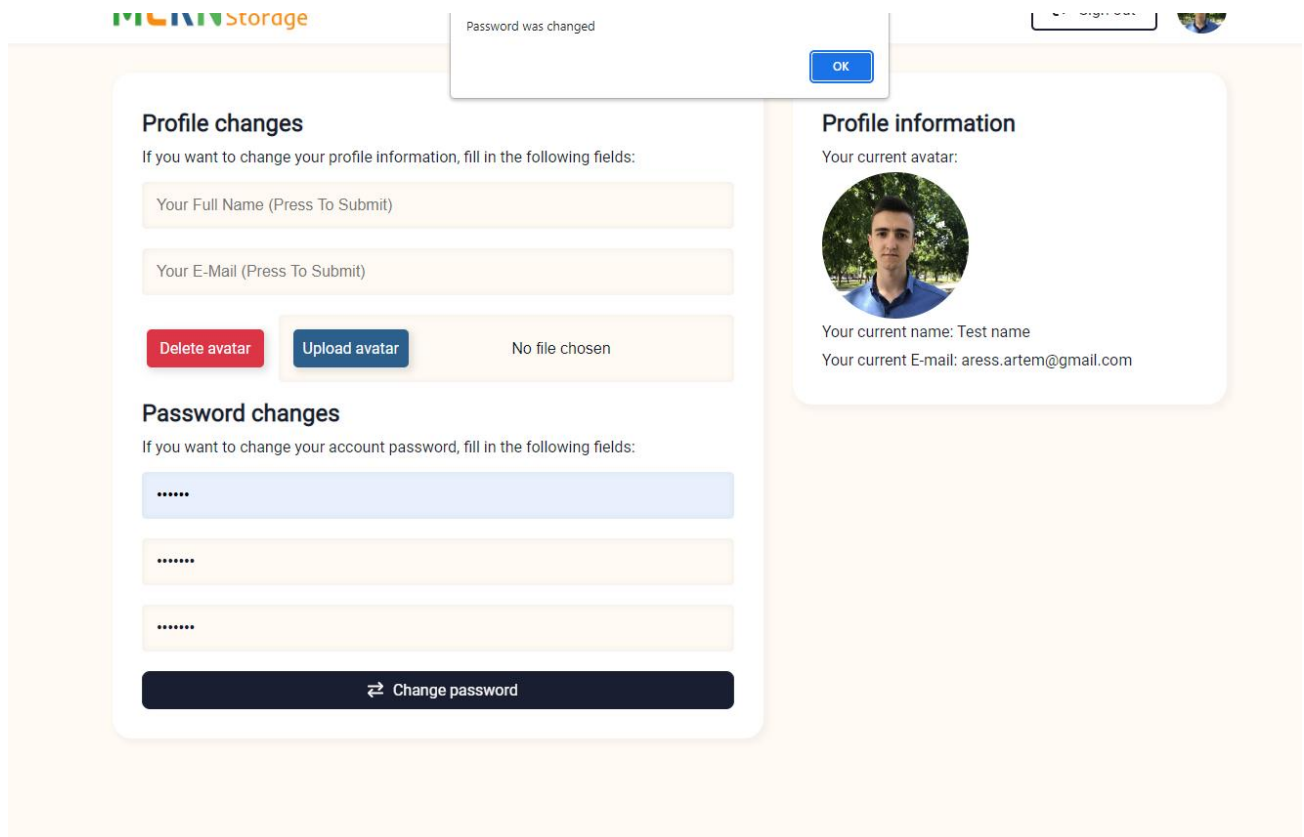 MERNStorage
Password was changed
Sign out
OK
Profile changes
If you want to change your profile information, fill in the following fields:
Your Full Name (Press To Submit)
Your E-Mail (Press To Submit)
Delete avatar
Upload avatar
No file chosen
Password changes
If you want to change your account password, fill in the following fields:
••••••
•••••••
•••••••
Change password
Profile information
Your current avatar:
Your current name: Test name
Your current E-mail: aress.artem@gmail.com